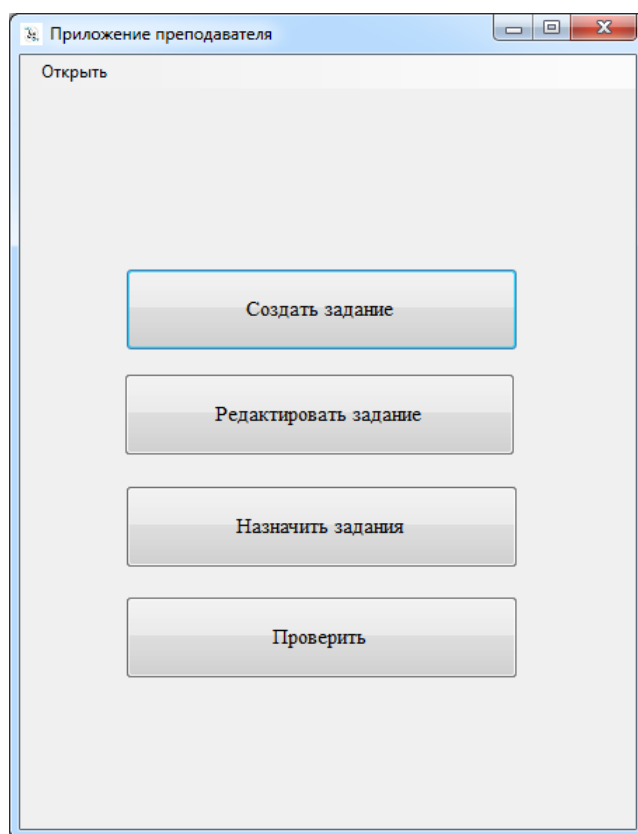 Приложение преподавателя
Открыть
Создать задание
Редактировать задание
Назначить задания
Проверить